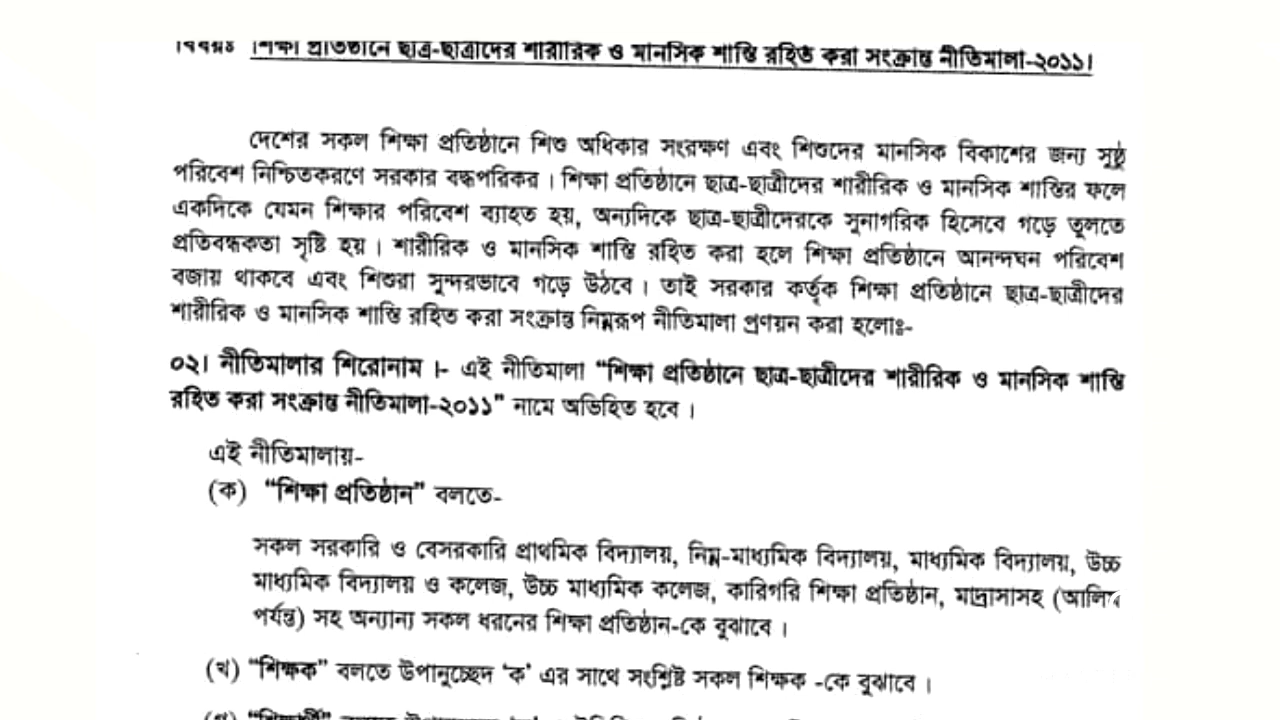 বিষয়ঃ শিক্ষা প্রতিষ্ঠানে ছাত্র-ছাত্রীদের শারীরিক ও মানসিক শাস্তি রহিত করা সংক্রান্ত নীতিমালা-২০১১।
দেশের সকল শিক্ষা প্রতিষ্ঠানে শিশু অধিকার সংরক্ষণ এবং শিশুদের মানসিক বিকাশের জন্য সুষ্ঠু
পরিবেশ নিশ্চিতকরণে সরকার বদ্ধপরিকর। শিক্ষা প্রতিষ্ঠানে ছাত্র-ছাত্রীদের শারীরিক ও মানসিক শাস্তির ফলে
একদিকে যেমন শিক্ষার পরিবেশ ব্যাহত হয়, অন্যদিকে ছাত্র-ছাত্রীদেরকে সুনাগরিক হিসেবে গড়ে তুলতে
প্রতিবন্ধকতা সৃষ্টি হয়। শারীরিক ও মানসিক শাস্তি রহিত করা হলে শিক্ষা প্রতিষ্ঠানে আনন্দঘন পরিবেশ
বজায় থাকবে এবং শিশুরা সুন্দরভাবে গড়ে উঠবে। তাই সরকার কর্তৃক শিক্ষা প্রতিষ্ঠানে ছাত্র-ছাত্রীদের
শারীরিক ও মানসিক শাস্তি রহিত করা সংক্রান্ত নিম্নরূপ নীতিমালা প্রণয়ন করা হলোঃ-
০২। নীতিমালার শিরোনাম।- এই নীতিমালা “শিক্ষা প্রতিষ্ঠানে ছাত্র-ছাত্রীদের শারীরিক ও মানসিক শাস্তি
রহিত করা সংক্রান্ত নীতিমালা-২০১১” নামে অভিহিত হবে।
এই নীতিমালায়-
(ক) “শিক্ষা প্রতিষ্ঠান” বলতে-
সকল সরকারি ও বেসরকারি প্রাথমিক বিদ্যালয়, নিম্ন-মাধ্যমিক বিদ্যালয়, মাধ্যমিক বিদ্যালয়, উচ্চ
মাধ্যমিক বিদ্যালয় ও কলেজ, উচ্চ মাধ্যমিক কলেজ, কারিগরি শিক্ষা প্রতিষ্ঠান, মাদ্রাসাসহ (আলিম
পর্যন্ত) সহ অন্যান্য সকল ধরনের শিক্ষা প্রতিষ্ঠান-কে বুঝাবে।
(খ) “শিক্ষক” বলতে উপানুচ্ছেদ ‘ক’ এর সাথে সংশ্লিষ্ট সকল শিক্ষক -কে বুঝাবে।
(গ) “শিক্ষার্থী”